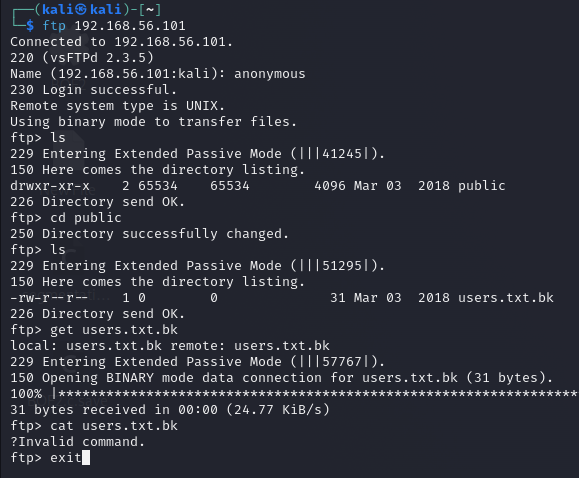 ┌──(kali㉿kali)-[~]
└─$ ftp 192.168.56.101
Connected to 192.168.56.101.
220 (vsFTPd 2.3.5)
Name (192.168.56.101:kali): anonymous
230 Login successful.
Remote system type is UNIX.
Using binary mode to transfer files.
ftp> ls
229 Entering Extended Passive Mode (|||41245|).
150 Here comes the directory listing.
drwxr-xr-x    2 65534    65534        4096 Mar 03  2018 public
226 Directory send OK.
ftp> cd public
250 Directory successfully changed.
ftp> ls
229 Entering Extended Passive Mode (|||51295|).
150 Here comes the directory listing.
-rw-r--r--    1 0        0              31 Mar 03  2018 users.txt.bk
226 Directory send OK.
ftp> get users.txt.bk
local: users.txt.bk remote: users.txt.bk
229 Entering Extended Passive Mode (|||57767|).
150 Opening BINARY mode data connection for users.txt.bk (31 bytes).
100% |***********************************************************************
31 bytes received in 00:00 (24.77 KiB/s)
ftp> cat users.txt.bk
?Invalid command.
ftp> exit